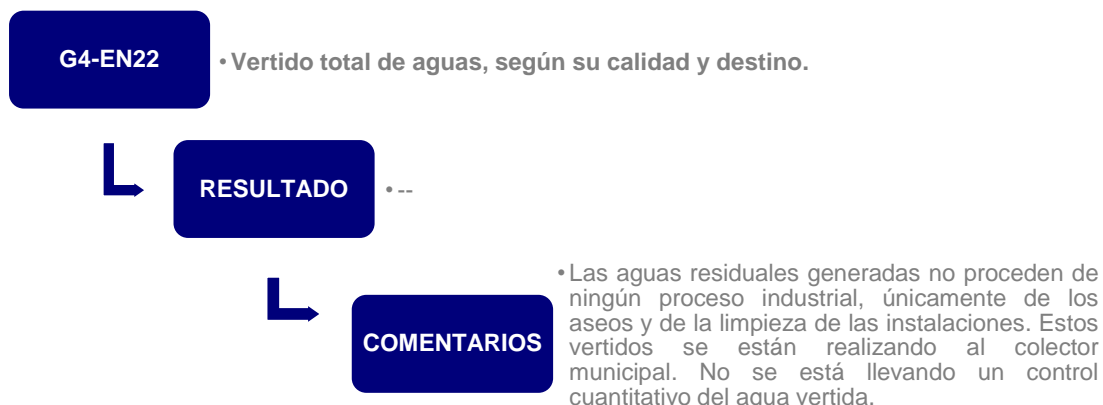 G4-EN22
• Vertido total de aguas, según su calidad y destino.
RESULTADO
• --
COMENTARIOS
• Las aguas residuales generadas no proceden de
ningún proceso industrial, únicamente de los
aseos y de la limpieza de las instalaciones. Estos
vertidos se están realizando al colector
municipal. No se está llevando un control
cuantitativo del agua vertida.